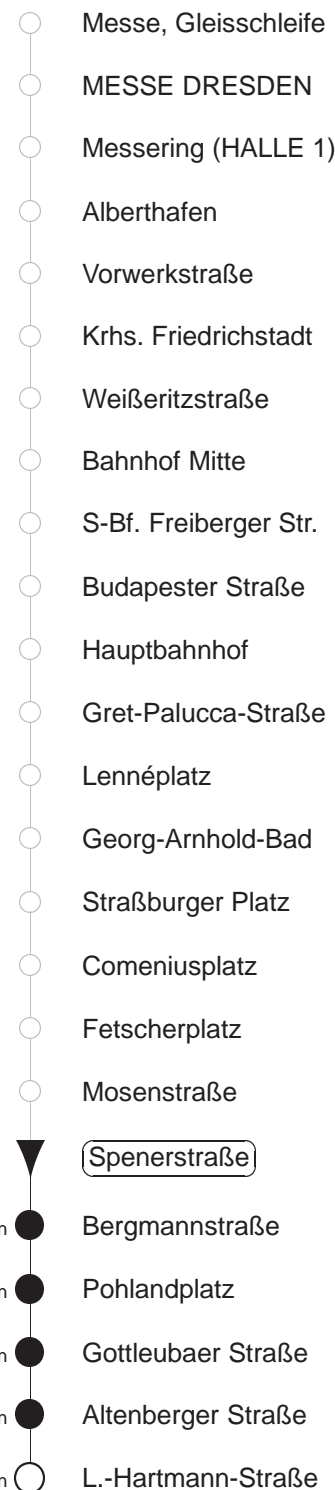 Messe, Gleisschleife
MESSE DRESDEN
Messering (HALLE 1)
Alberthafen
Vorwerkstraße
Krhs. Friedrichstadt
Weißeritzstraße
Bahnhof Mitte
S-Bf. Freiberger Str.
Budapester Straße
Hauptbahnhof
Gret-Palucca-Straße
Lennéplatz
Georg-Arnhold-Bad
Straßburger Platz
Comeniusplatz
Fetscherplatz
Mosenstraße
Spenerstraße
Bergmannstraße
Pohlandplatz
Gottleubaer Straße
Altenberger Straße
L.-Hartmann-Straße